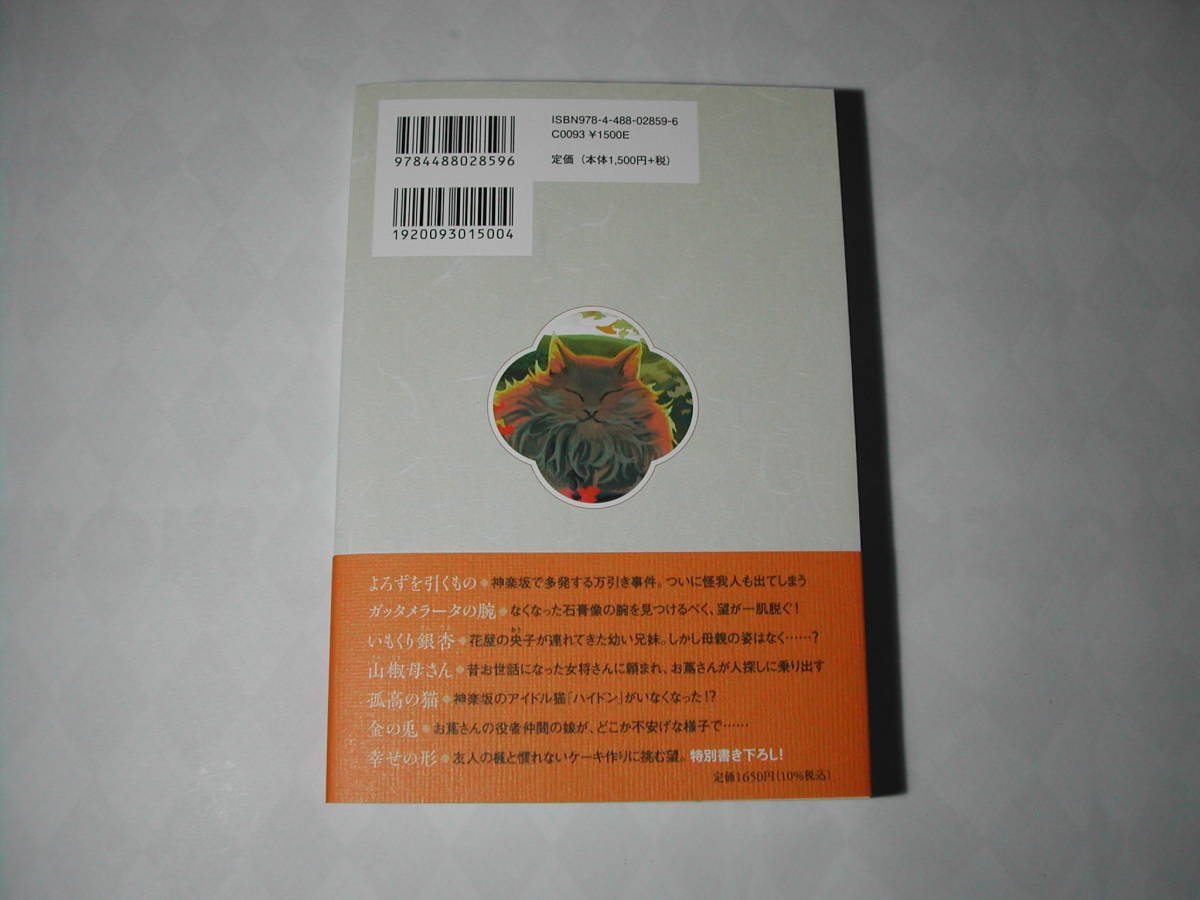 ISBN978-4-488-02859-6
C0093 ¥1500E
定価（本体1,500円+税）
9784488028596
1920093015004
よろずを引くもの◆神楽坂で多発する万引き事件。ついに怪我人も出てしまう
ガッタメラータの腕◆なくなった石膏像の腕を見つけるべく、望が一肌脱ぐ！
いもくり銀杏◆花屋の央子が連れてきた幼い兄妹。しかし母親の姿はなく……？
山椒母さん◆昔お世話になった女将さんに頼まれ、お蔦さんが人探しに乗り出す
孤高の猫◆神楽坂のアイドル猫「ハイドン」がいなくなった！？
金の兎◆お蔦さんの役者仲間の娘が、どこか不安げな様子で……
幸せの形◆友人の楓と慣れないケーキ作りに挑む望。特別書き下ろし！
定価1650円（10%税込）